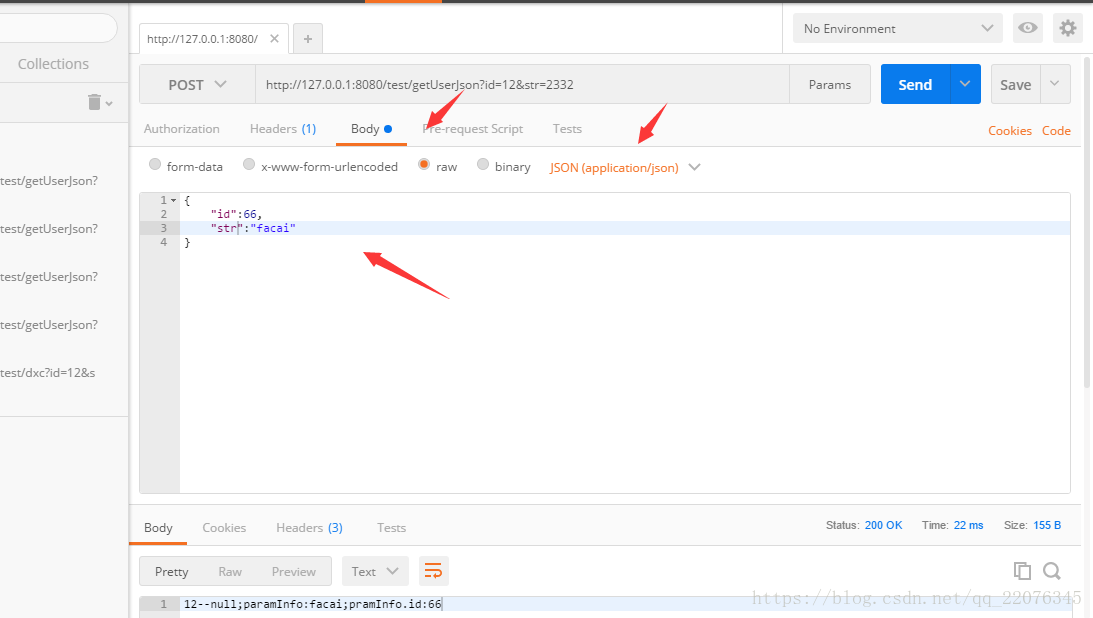 http://127.0.0.1:8080/
No Environment
Collections
POST
http://127.0.0.1:8080/test/getUserJson?id=12&str=2332
Params
Send
Save
Authorization
Headers (1)
Body
Pre-request Script
Tests
Cookies
Code
form-data
x-www-form-urlencoded
raw
binary
JSON (application/json)
test/getUserJson?
test/getUserJson?
test/getUserJson?
test/getUserJson?
test/dxc?id=12&s
1 {
2 "id":66,
3 "str":"facai"
4 }
Body
Cookies
Headers (3)
Tests
Status: 200 OK
Time: 22 ms
Size: 155 B
Pretty
Raw
Preview
Text
1 12--null;paramInfo:facai;pramInfo.id:66
https://blog.csdn.net/qq_22076345